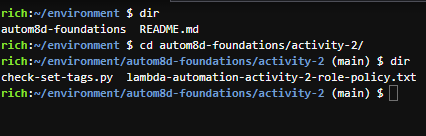 rich:~/environment $ dir
autom8d-foundations  README.md
rich:~/environment $ cd autom8d-foundations/activity-2/
rich:~/environment/autom8d-foundations/activity-2 (main) $ dir
check-set-tags.py  lambda-automation-activity-2-role-policy.txt
rich:~/environment/autom8d-foundations/activity-2 (main) $